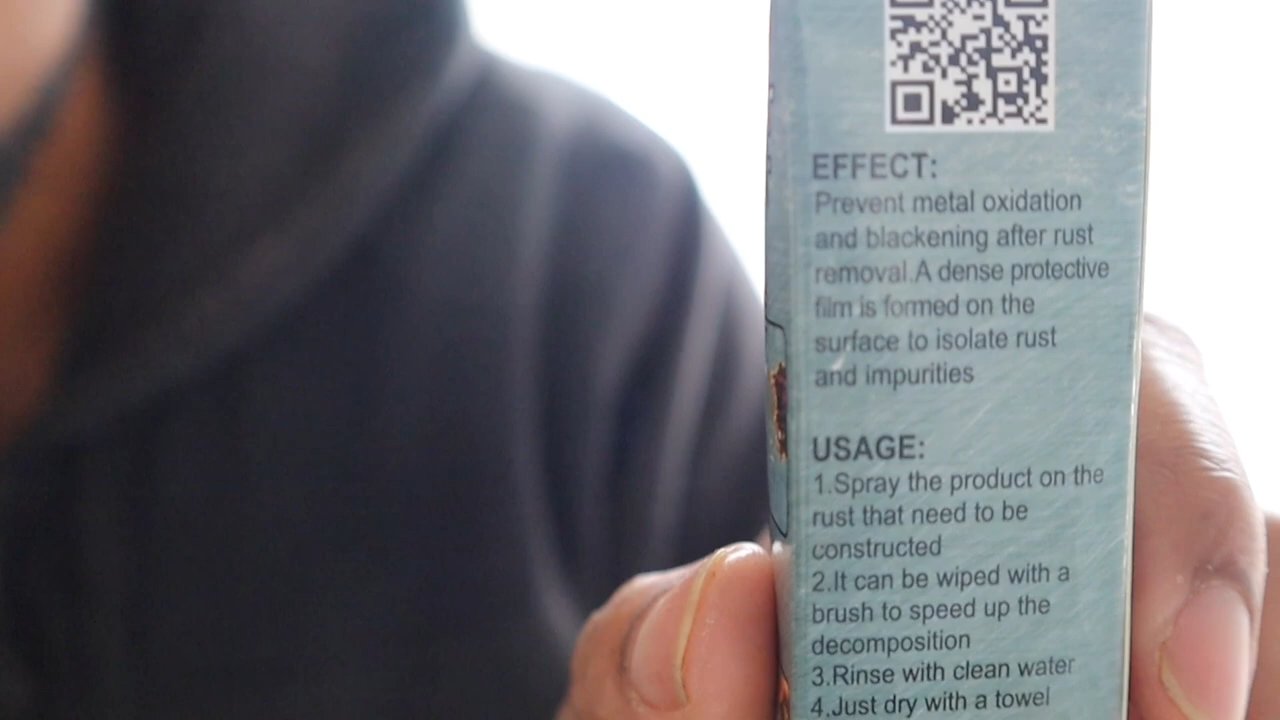 EFFECT:
Prevent metal oxidation
and blackening after rust
removal.A dense protective
film is formed on the
surface to isolate rust
and impurities
USAGE:
1.Spray the product on the
rust that need to be
constructed
2.It can be wiped with a
brush to speed up the
decomposition
3.Rinse with clean water
4.Just dry with a towel